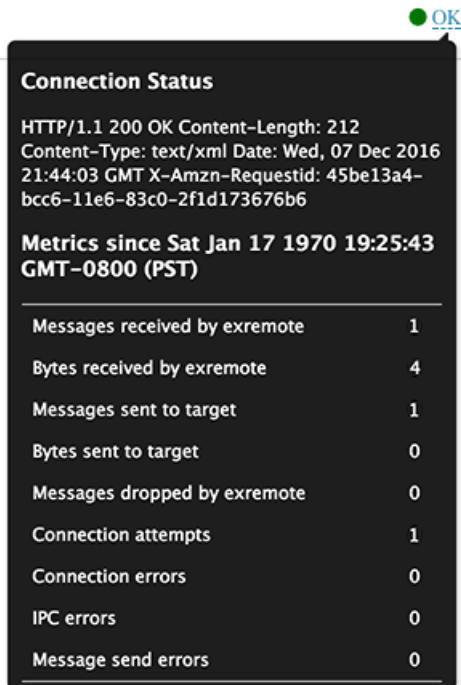 OK
Connection Status
HTTP/1.1 200 OK Content-Length: 212
Content-Type: text/xml Date: Wed, 07 Dec 2016
21:44:03 GMT X-Amzn-Requestid: 45be13a4-
bcc6-11e6-83c0-2f1d173676b6
Metrics since Sat Jan 17 1970 19:25:43
GMT-0800 (PST)
Messages received by exremote 1
Bytes received by exremote 4
Messages sent to target 1
Bytes sent to target 0
Messages dropped by exremote 0
Connection attempts 1
Connection errors 0
IPC errors 0
Message send errors 0